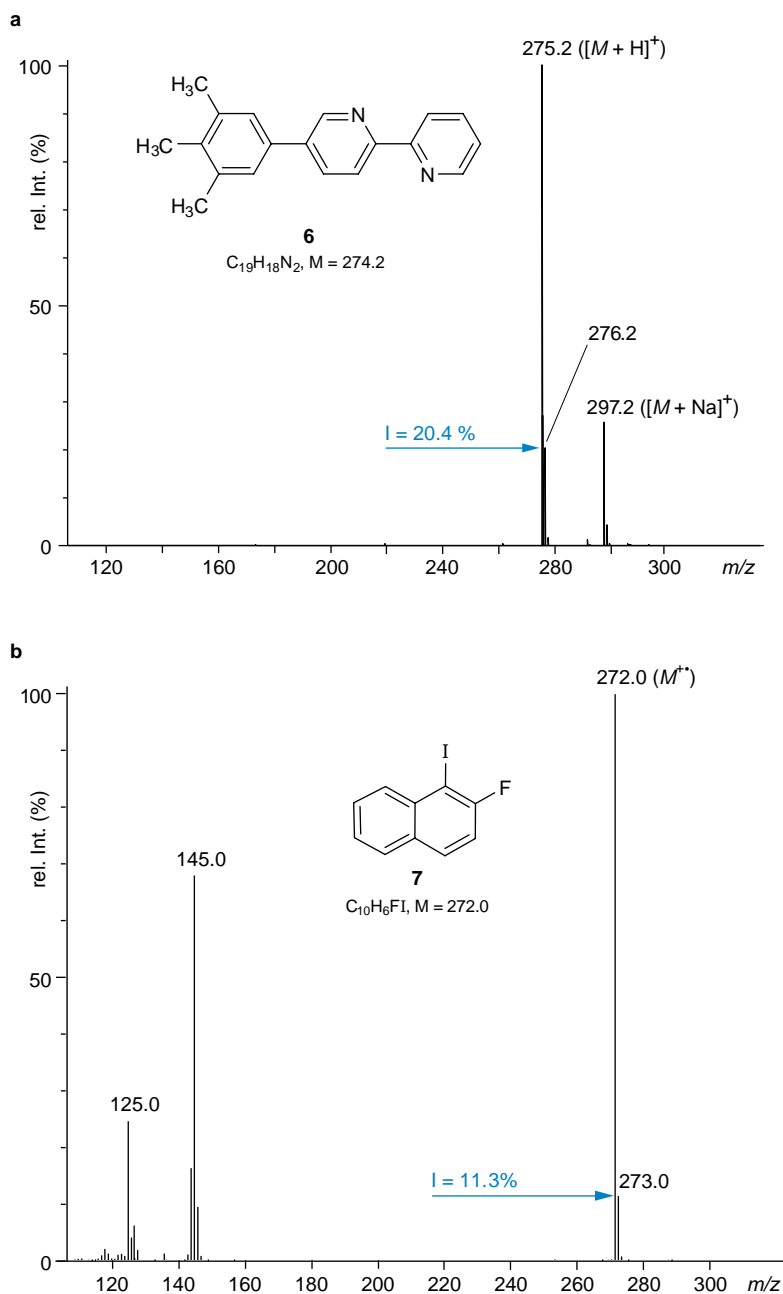 a
275.2 ([M + H]⁺
100
H₃C
N
H₃C
N
H₃C
6
C₁₉H₁₈N₂, M = 274.2
rel. Int. (%)
50
276.2
297.2 ([M + Na]⁺)
I = 20.4 %
0
120 160 200 240 280 300 m/z
b
272.0 (M⁺•)
100
I
F
7
C₁₀H₆FI, M = 272.0
145.0
rel. Int. (%)
50
125.0
I = 11.3%
273.0
0
120 140 160 180 200 220 240 260 280 300 m/z